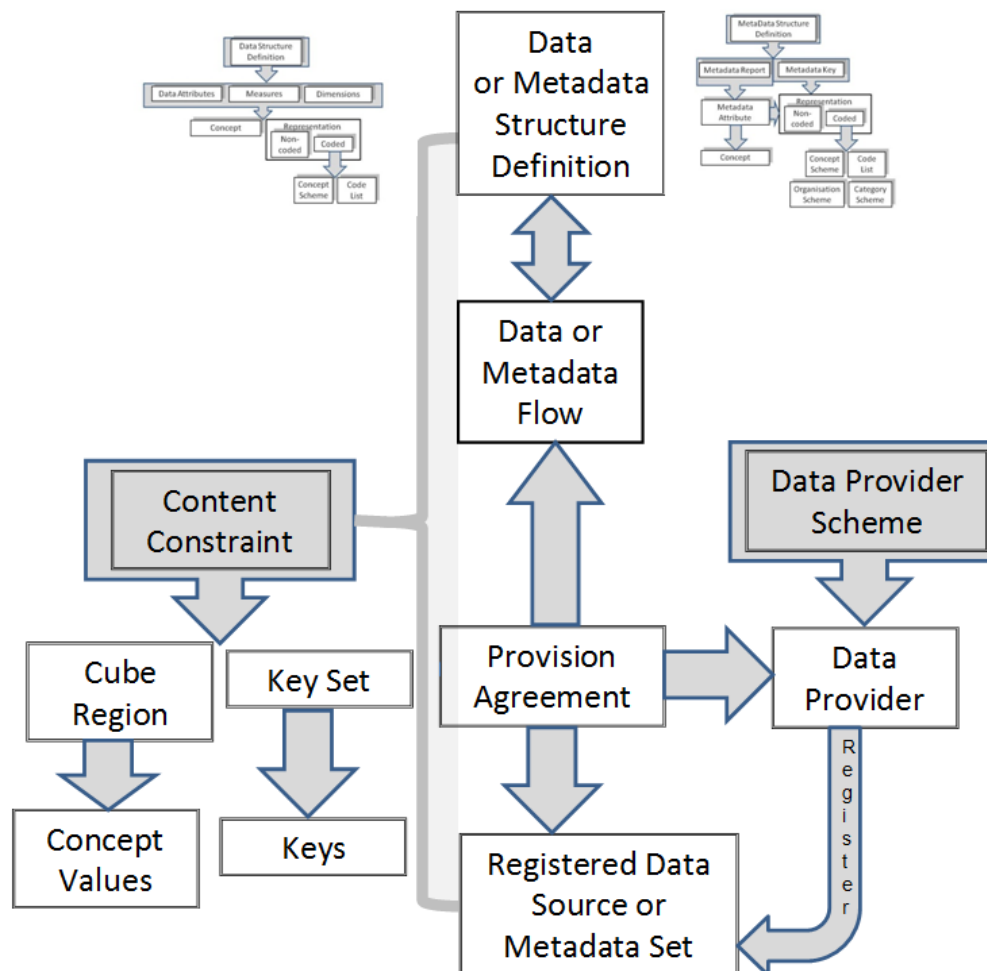 Data Structure
Definition
Data Attributes
Measures
Dimensions
Concept
Representation
Non-
coded
Coded
Concept
Scheme
Code
List
Data
or Metadata
Structure
Definition
MetaData Structure
Definition
Metadata Report
Metadata Key
Metadata
Attribute
Representation
Non-
coded
Coded
Concept
Concept
Scheme
Code
List
Organisation
Scheme
Category
Scheme
Data or
Metadata
Flow
Content
Constraint
Data Provider
Scheme
Cube
Region
Key Set
Provision
Agreement
Data
Provider
Concept
Values
Keys
Registered Data
Source or
Metadata Set
Register